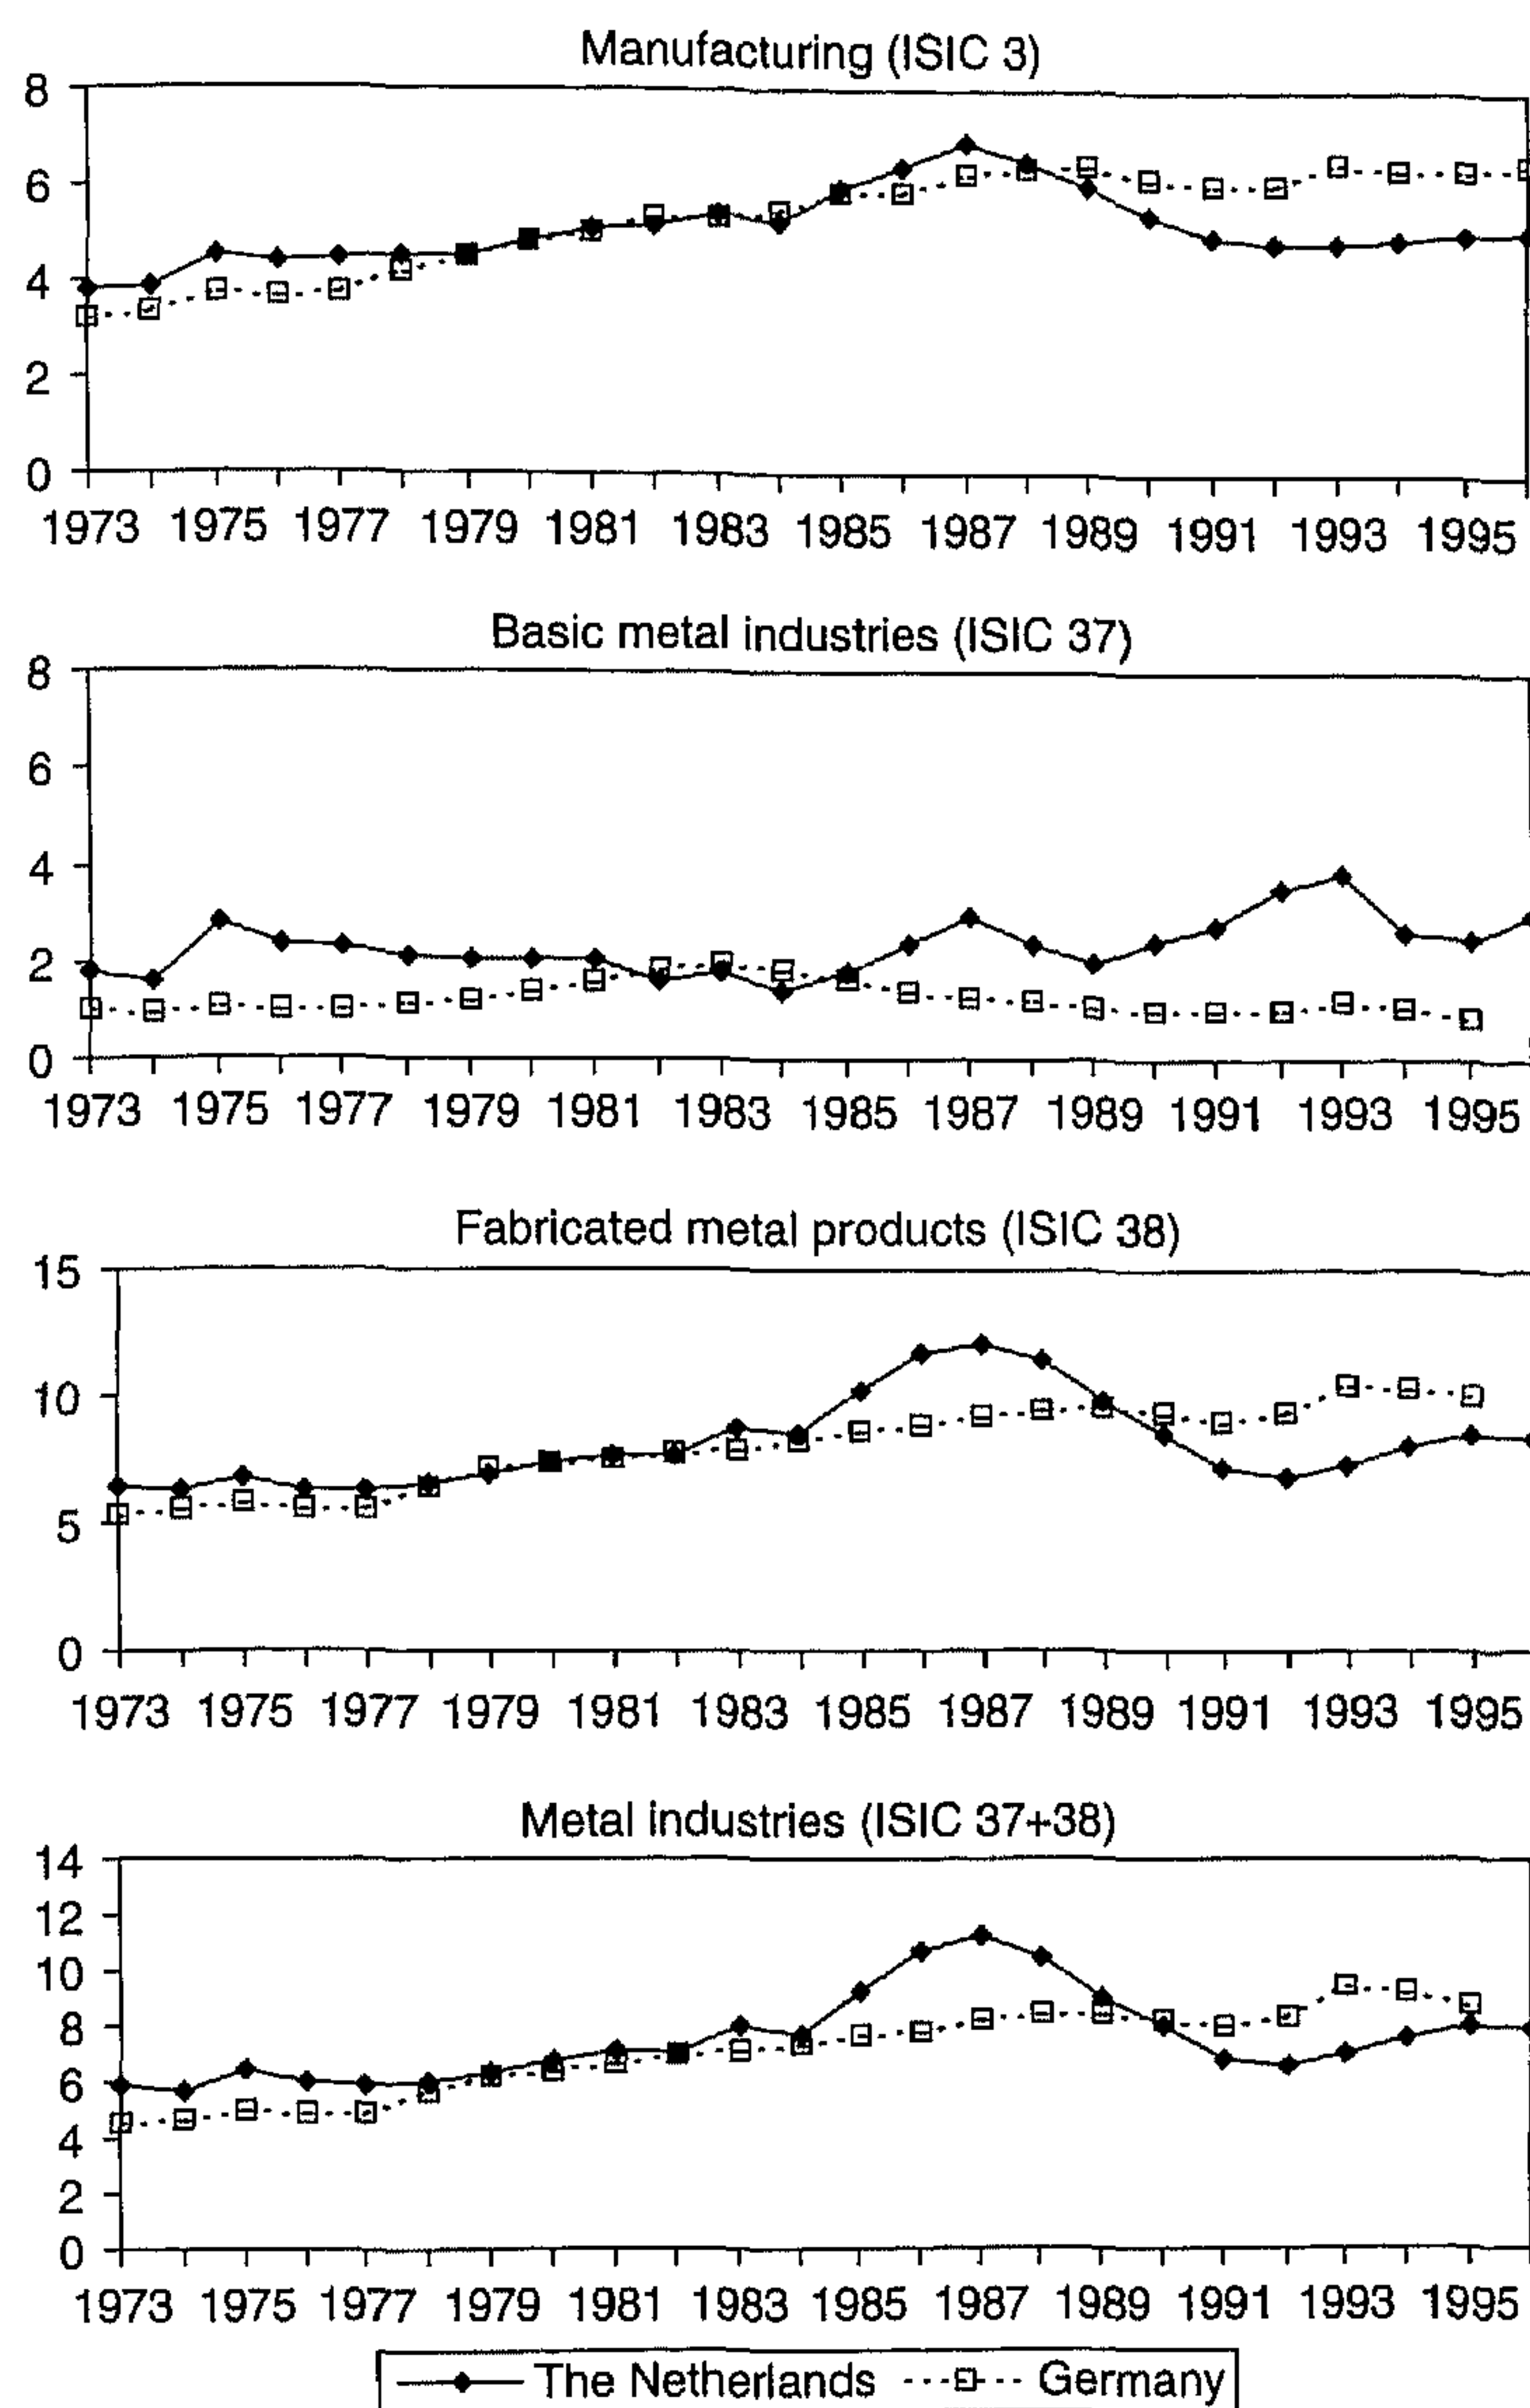 Manufacturing (ISIC 3)
8
6
4
2
0
1973 1975 1977 1979 1981 1983 1985 1987 1989 1991 1993 1995
Basic metal industries (ISIC 37)
8
6
4
2
0
1973 1975 1977 1979 1981 1983 1985 1987 1989 1991 1993 1995
Fabricated metal products (ISIC 38)
15
10
5
0
1973 1975 1977 1979 1981 1983 1985 1987 1989 1991 1993 1995
Metal industries (ISIC 37+38)
14
12
10
8
6
4
2
0
1973 1975 1977 1979 1981 1983 1985 1987 1989 1991 1993 1995
The Netherlands Germany